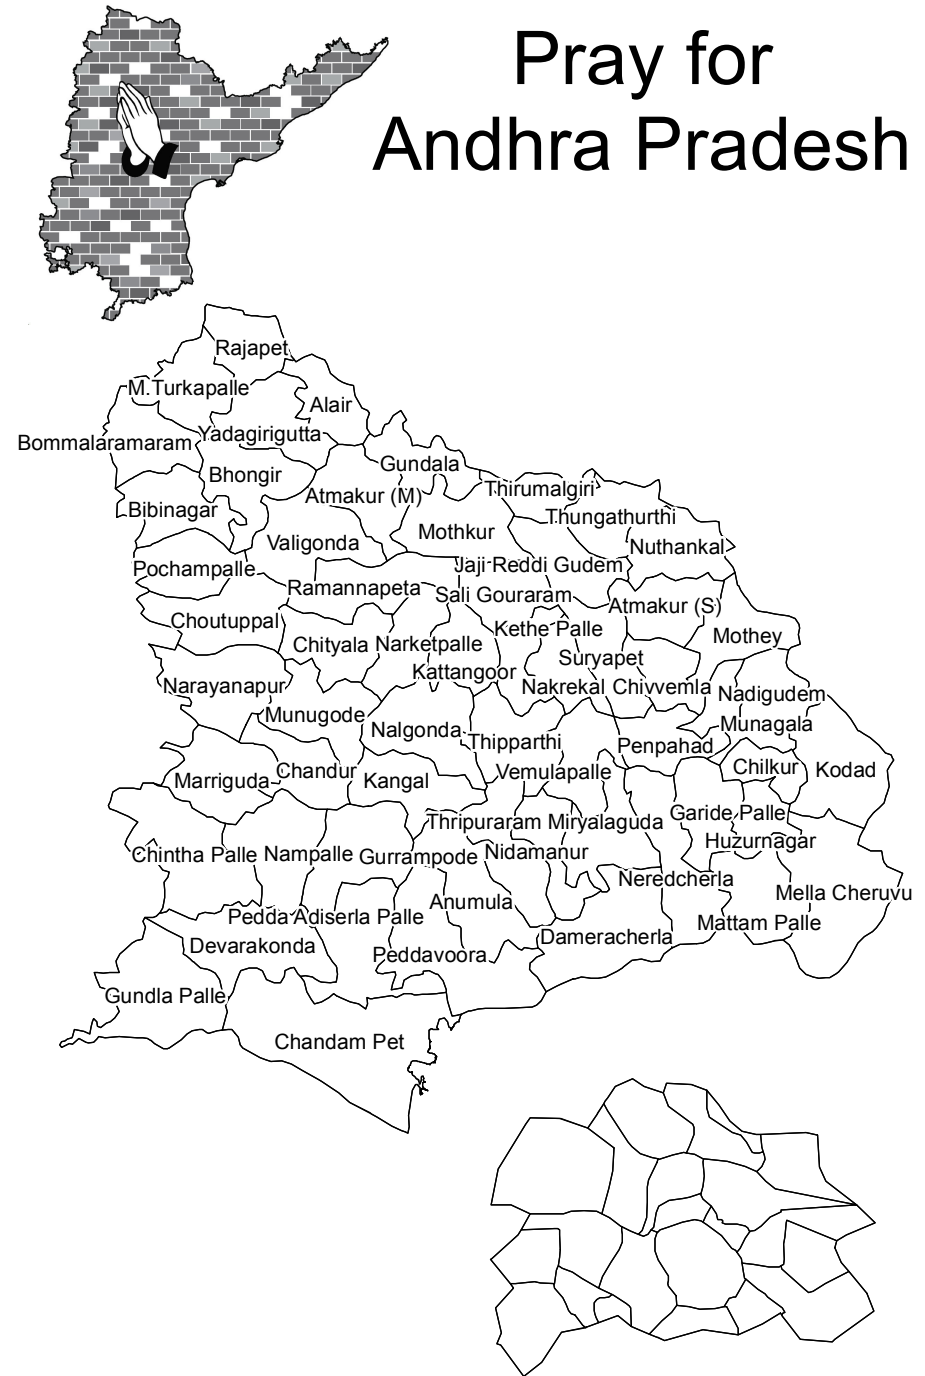 Pray for
Andhra Pradesh
Rajapet
M.Turkapalle
Alair
Yadagirigutta
Bommalaramaram
Gundala
Bhongir
Thirumalgiri
Atmakur (M)
Bibinagar
Thungathurthi
Mothkur
Valigonda
Nuthankal
Jaji Reddi Gudem
Pochampalle
Ramannapeta
Sali Gouraram
Atmakur (S)
Choutuppal
Kethe Palle
Mothey
Chityala
Narketpalle
Suryapet
Kattangoor
Narayanapur
Nakrekal
Chivvemla
Nadigudem
Munugode
Munagala
Nalgonda
Thipparthi
Penpahad
Chandur
Vemulapalle
Chilkur
Kodad
Marriguda
Kangal
Garide Palle
Thripuraram
Miryalaguda
Huzurnagar
Chintha Palle
Nampalle
Gurrampode
Nidamanur
Neredcherla
Mella Cheruvu
Anumula
Pedda Adiserla Palle
Mattam Palle
Dameracherla
Devarakonda
Peddavoora
Gundla Palle
Chandam Pet